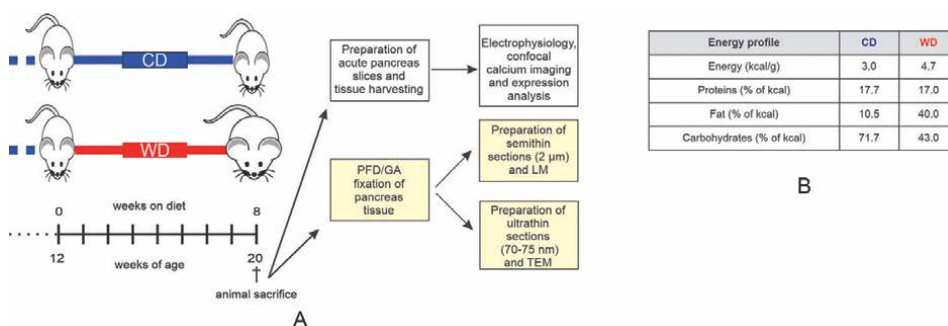 CD
WD
0 weeks on diet 8
12 weeks of age 20
†
animal sacrifice
Preparation of
acute pancreas
slices and
tissue harvesting
Electrophysiology,
confocal
calcium imaging
and expression
analysis
PFD/GA
fixation of
pancreas
tissue
Preparation of
semithin
sections (2 µm)
and LM
Preparation of
ultrathin
sections
(70-75 nm)
and TEM
A
Energy profile CD WD
Energy (kcal/g) 3.0 4.7
Proteins (% of kcal) 17.7 17.0
Fat (% of kcal) 10.5 40.0
Carbohydrates (% of kcal) 71.7 43.0
B